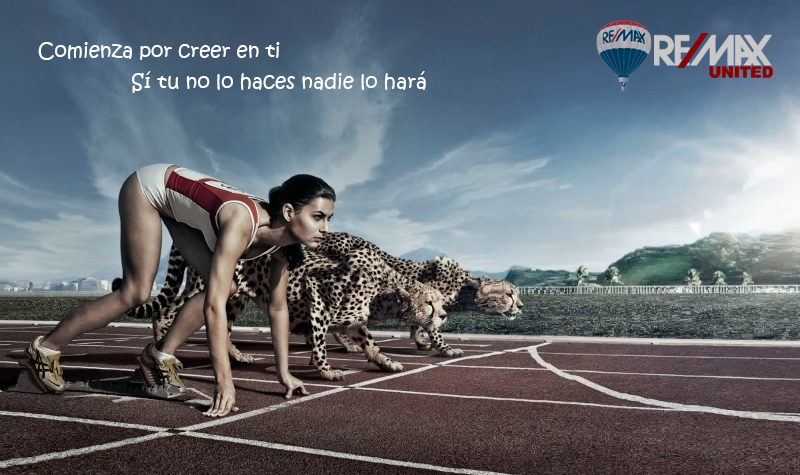 Comienza por creer en ti
Sí tu no lo haces nadie lo hará
RE/MAX
RE/MAX
UNITED